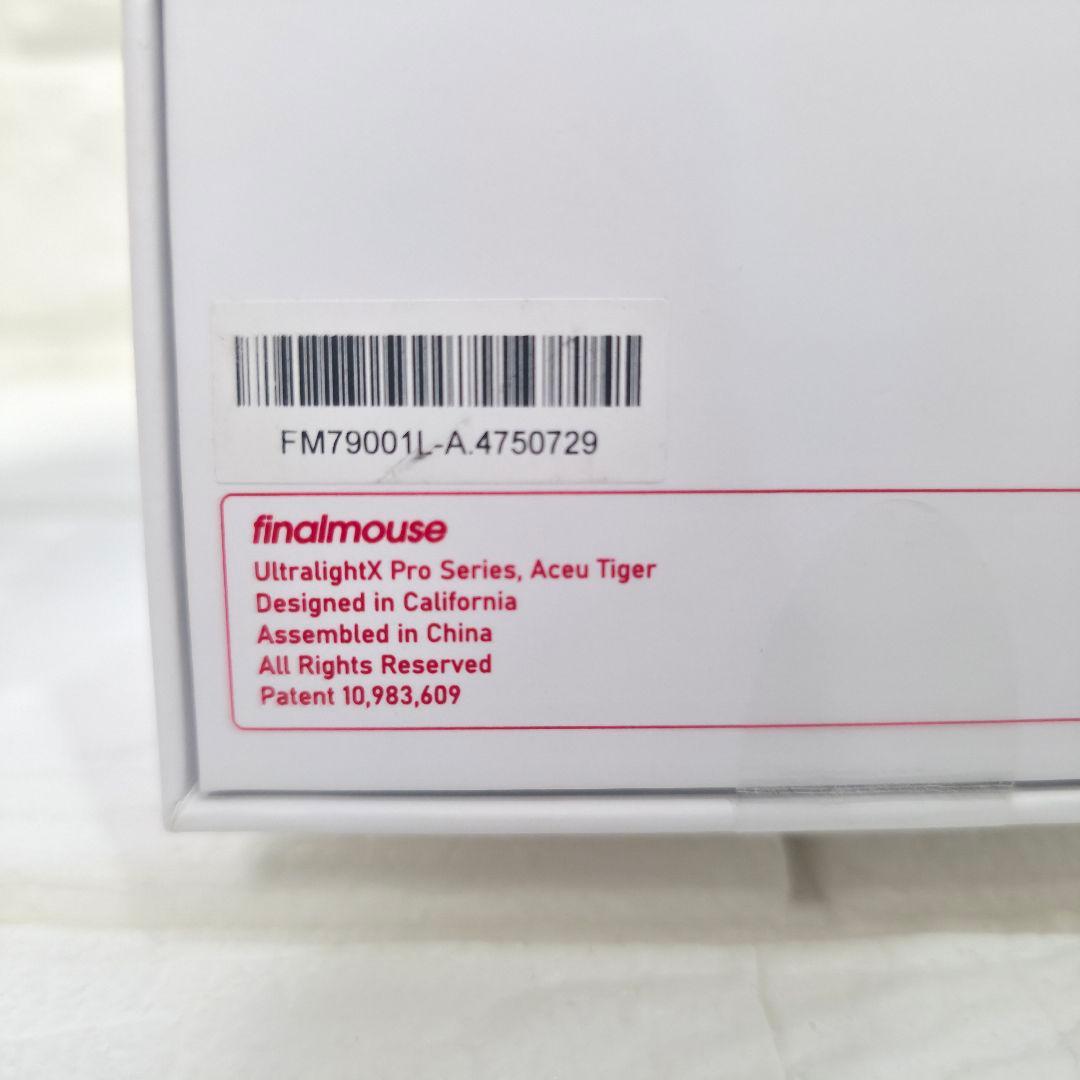 FM79001L-A.4750729
finalmouse
UltralightX Pro Series, Aceu Tiger
Designed in California
Assembled in China
All Rights Reserved
Patent 10,983,609